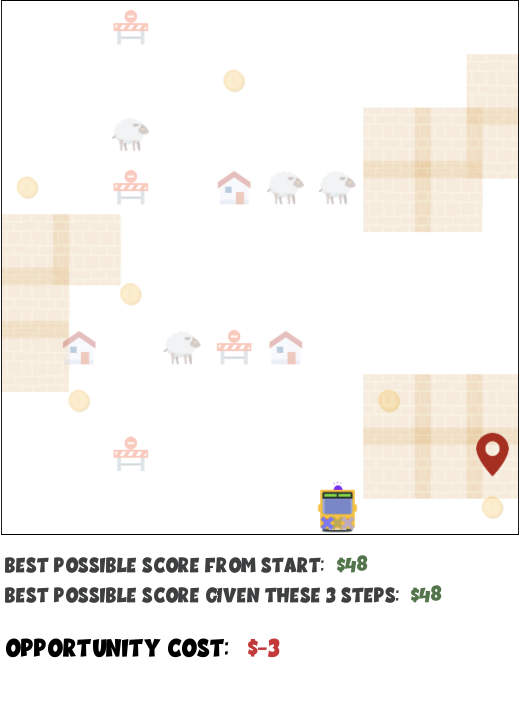 BEST POSSIBLE SCORE FROM START: $48
BEST POSSIBLE SCORE GIVEN THESE 3 STEPS: $48
OPPORTUNITY COST: $-3